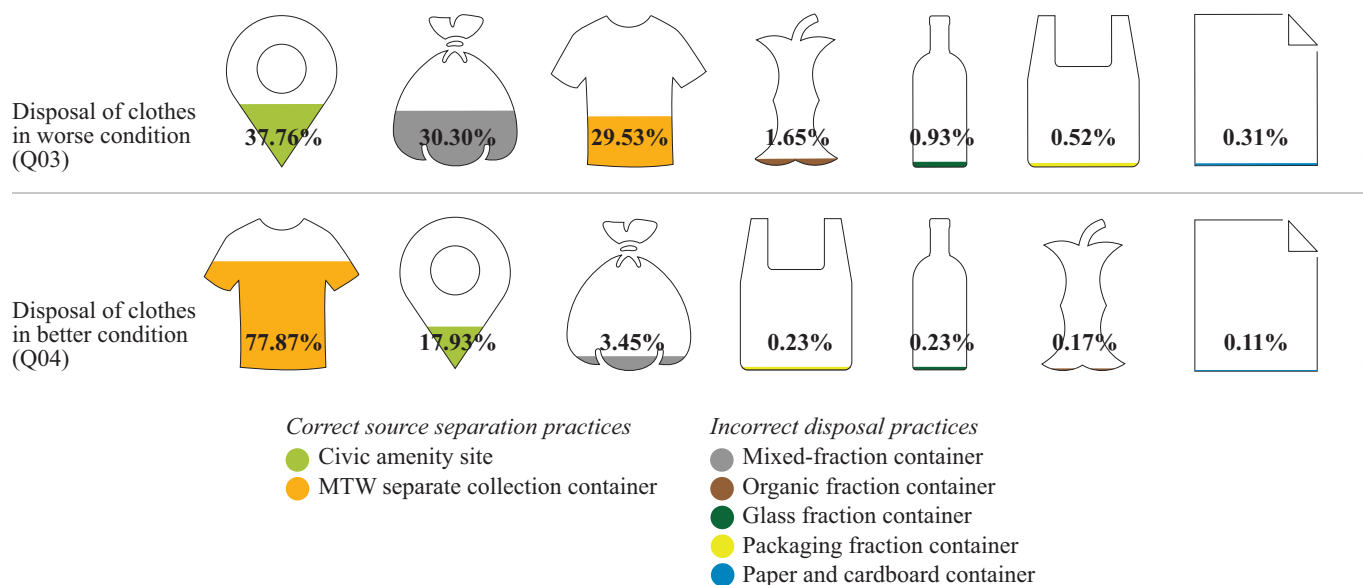 Disposal of clothes
in worse condition
(Q03)
37.76%
30.30%
29.53%
1.65%
0.93%
0.52%
0.31%
Disposal of clothes
in better condition
(Q04)
77.87%
17.93%
3.45%
0.23%
0.23%
0.17%
0.11%
Correct source separation practices
Civic amenity site
MTW separate collection container
Incorrect disposal practices
Mixed-fraction container
Organic fraction container
Glass fraction container
Packaging fraction container
Paper and cardboard container